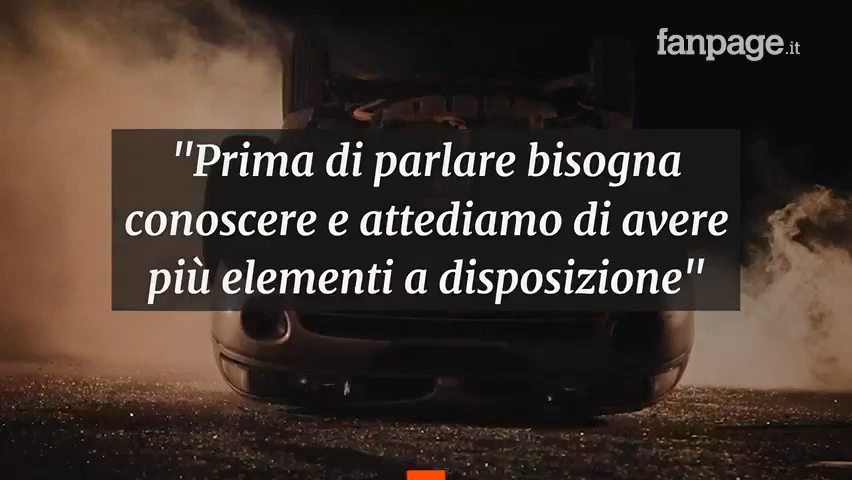 fanpage.it
"Prima di parlare bisogna
conoscere e attediamo di avere
più elementi a disposizione"